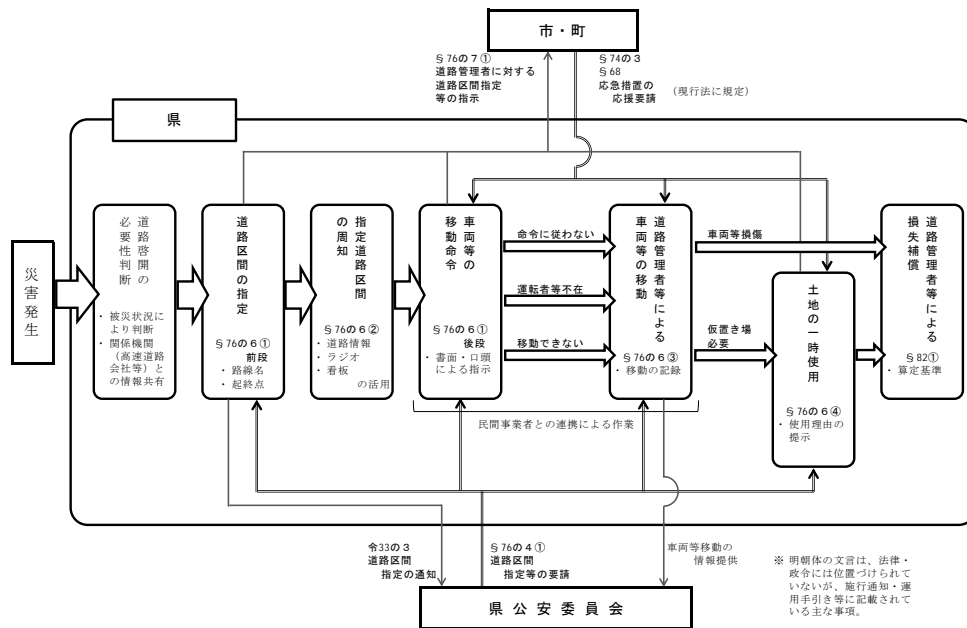 市・町
§76の7①
道路管理者に対する
道路区間指定
等の指示
§74の3
§68
応急措置の
応援要請
(現行法に規定)
県
災害発生
道路啓開の
必要性判断
・ 被災状況に
より判断
・ 関係機関
(高速道路
会社等)と
の情報共有
道路区間の指定
§76の6①
前段
・ 路線名
・ 起終点
指定道路区間
の周知
§76の6②
・ 道路情報
・ ラジオ
・ 看板
の活用
車両等の
移動命令
§76の6①
後段
・ 書面・口頭
による指示
命令に従わない
運転者等不在
移動できない
道路管理者等による
車両等の移動
§76の6③
・ 移動の記録
車両等損傷
仮置き場
必要
土地の一時使用
§76の6④
・ 使用理由の
提示
道路管理者等による
損失補償
§82①
・ 算定基準
民間事業者との連携による作業
令33の3
道路区間
指定の通知
§76の4①
道路区間
指定等の要請
車両等移動の
情報提供
※ 明朝体の文言は、法律・
政令には位置づけられて
いないが、施行通知・運
用手引き等に記載されて
いる主な事項。
県公安委員会